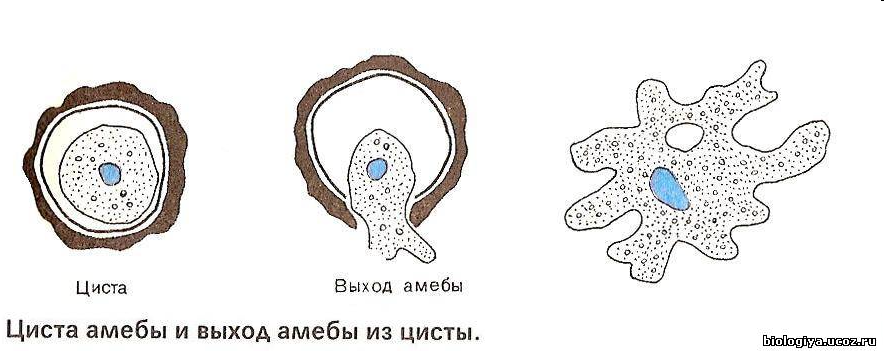 Циста
Выход амебы
Циста амебы и выход амебы из цисты.
biologiya.ucoz.ru